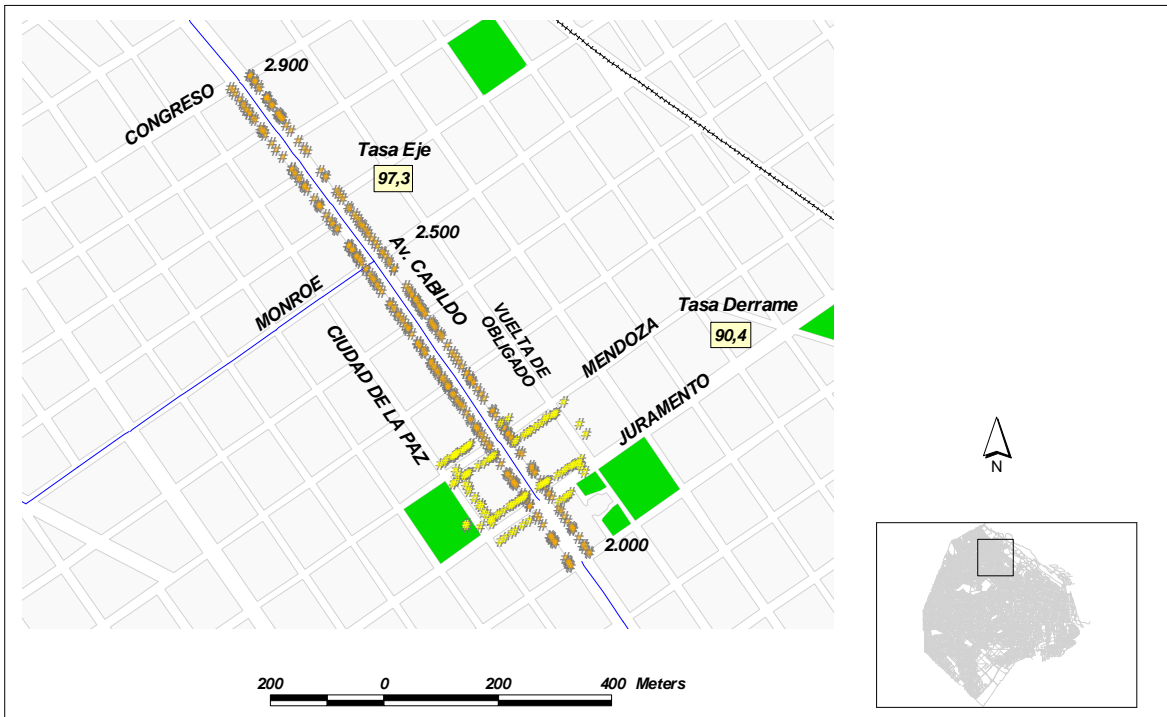 2.900
CONGRESO
Tasa Eje
97,3
2.500
Av. CABILDO
MONROE
Tasa Derrame
90,4
VUELTA DE
OBLIGADO
MENDOZA
CIUDAD DE LA PAZ
JURAMENTO
2.000
N
200 0 200 400 Meters